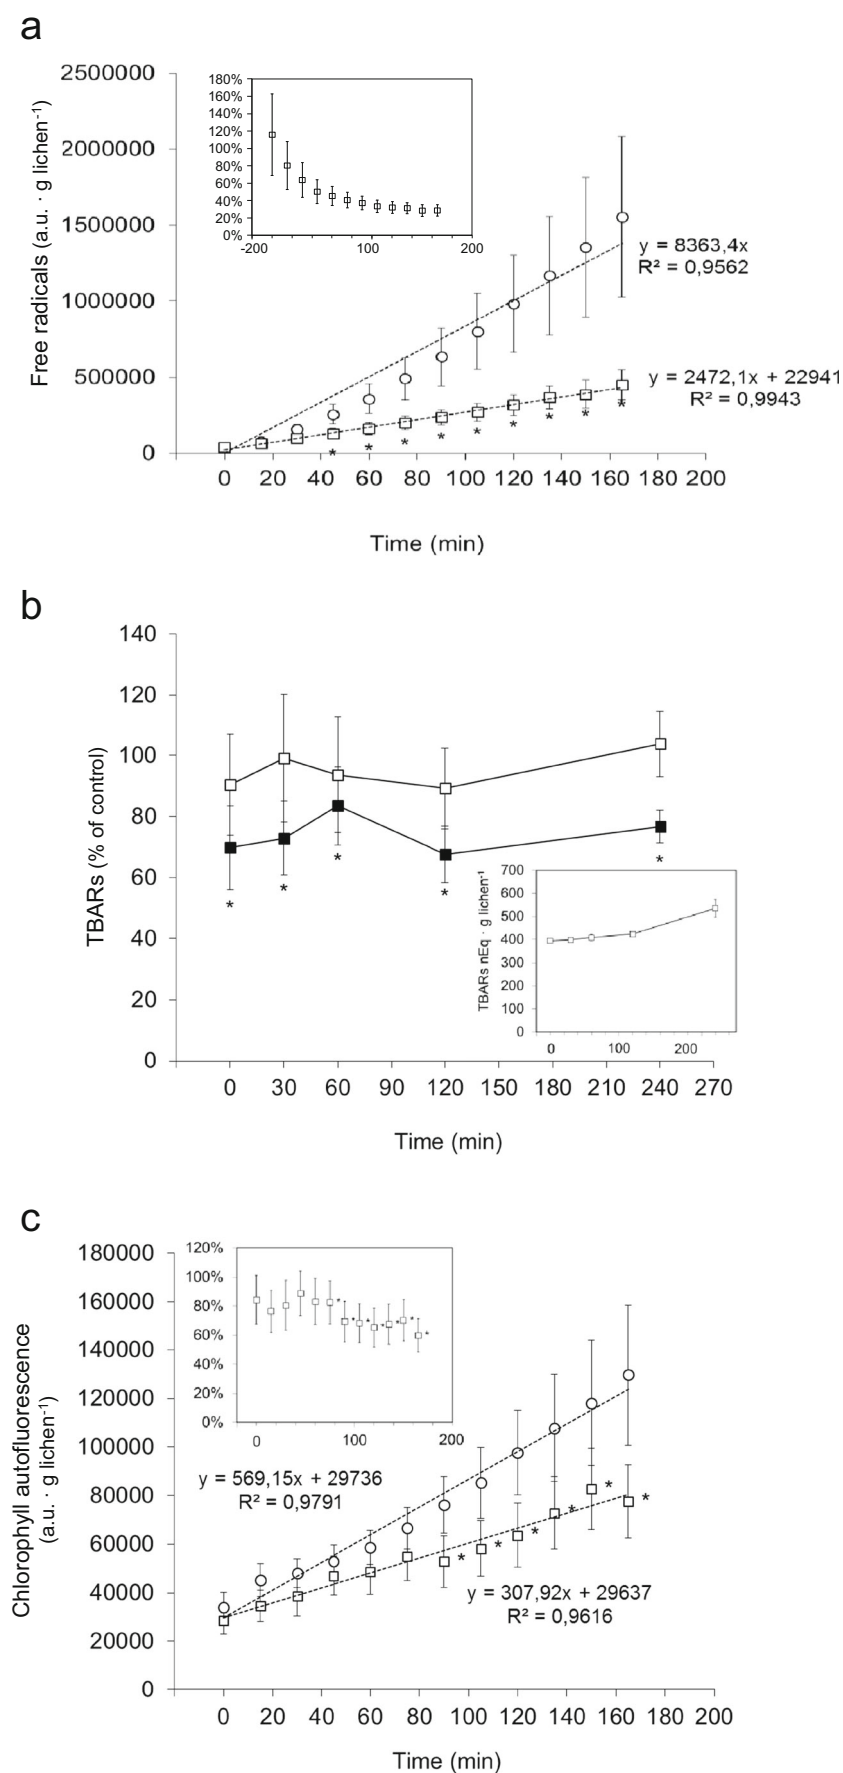 a
Free radicals (a.u. · g lichen-1)
2500000
2000000
1500000
1000000
500000
0
180%
160%
140%
120%
100%
80%
60%
40%
20%
0%
-200 100 200
y = 8363,4x
R² = 0,9562
y = 2472,1x + 22941
R² = 0,9943
* * * * * * * * *
0 20 40 60 80 100 120 140 160 180 200
Time (min)
b
TBARs (% of control)
140
120
100
80
60
40
20
0
* * * * *
TBARs nEq · g lichen-1
700
600
500
400
300
200
100
0
0 100 200
0 30 60 90 120 150 180 210 240 270
Time (min)
c
Chlorophyll autofluorescence
(a.u. · g lichen-1)
180000
160000
140000
120000
100000
80000
60000
40000
20000
0
120%
100%
80%
60%
40%
20%
0%
* * * * * * *
0 100 200
y = 569,15x + 29736
R² = 0,9791
* * * * * *
y = 307,92x + 29637
R² = 0,9616
0 20 40 60 80 100 120 140 160 180 200
Time (min)